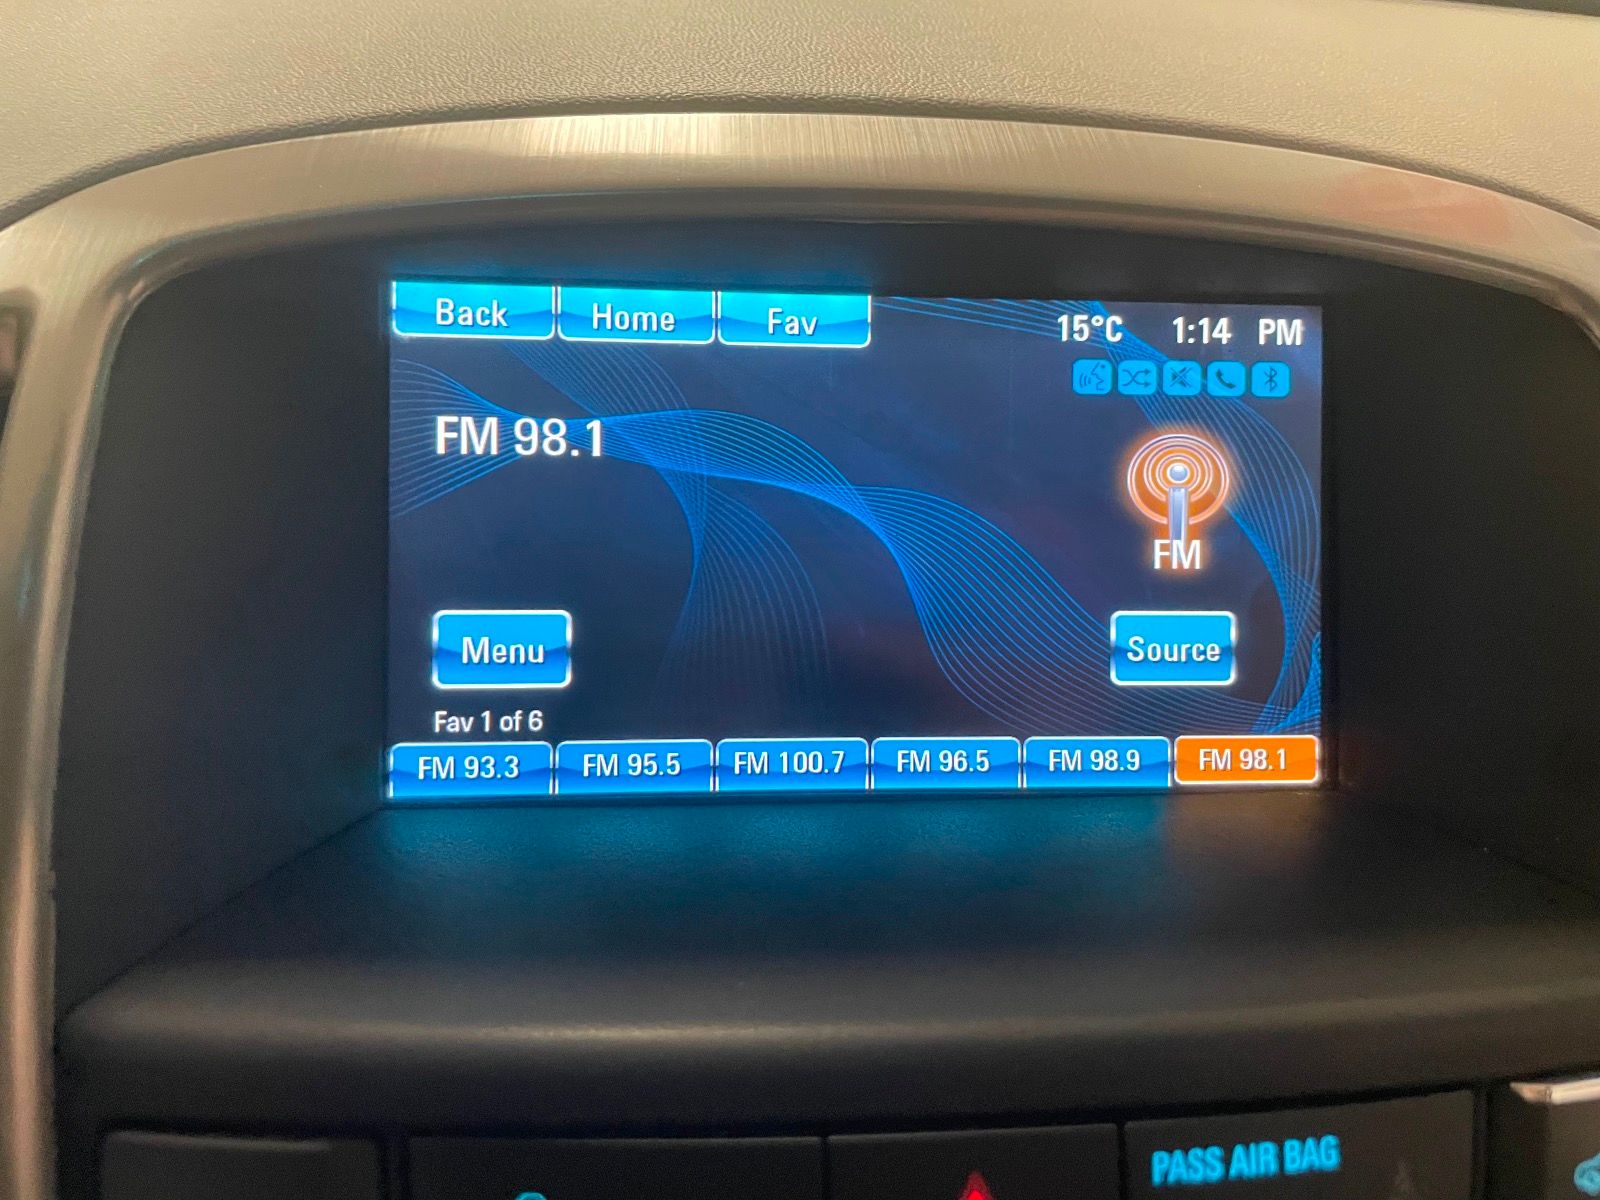 Back Home Fav 15°C 1:14 PM
FM 98.1
FM
Menu Source
Fav 1 of 6
FM 93.3 FM 95.5 FM 100.7 FM 96.5 FM 98.9 FM 98.1
PASS AIR BAG